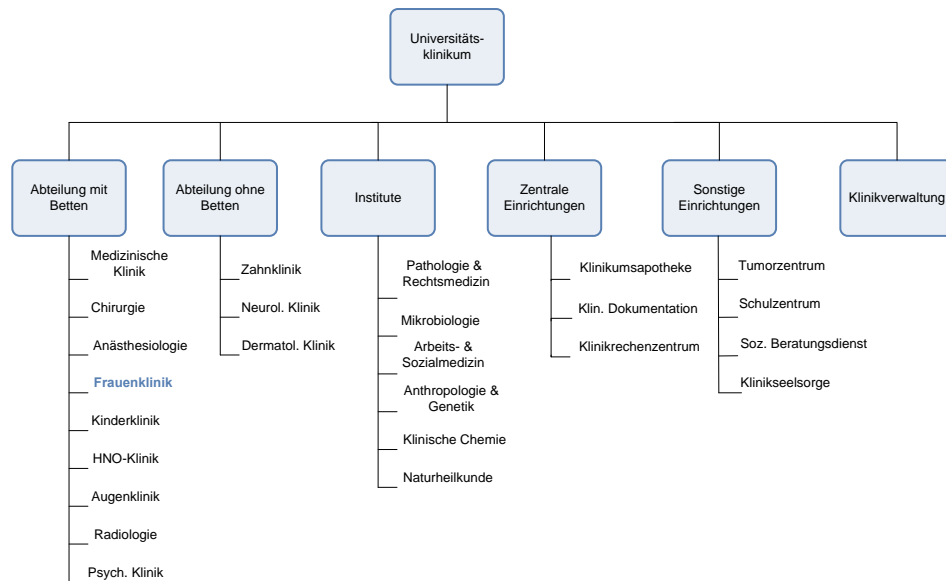 Universitäts-
klinikum
Abteilung mit
Betten
Abteilung ohne
Betten
Institute
Zentrale
Einrichtungen
Sonstige
Einrichtungen
Klinikverwaltung
Medizinische
Klinik
Chirurgie
Anästhesiologie
Frauenklinik
Kinderklinik
HNO-Klinik
Augenklinik
Radiologie
Psych. Klinik
Zahnklinik
Neurol. Klinik
Dermatol. Klinik
Pathologie &
Rechtsmedizin
Mikrobiologie
Arbeits- &
Sozialmedizin
Anthropologie &
Genetik
Klinische Chemie
Naturheilkunde
Klinikumsapotheke
Klin. Dokumentation
Klinikrechenzentrum
Tumorzentrum
Schulzentrum
Soz. Beratungsdienst
Klinikseelsorge